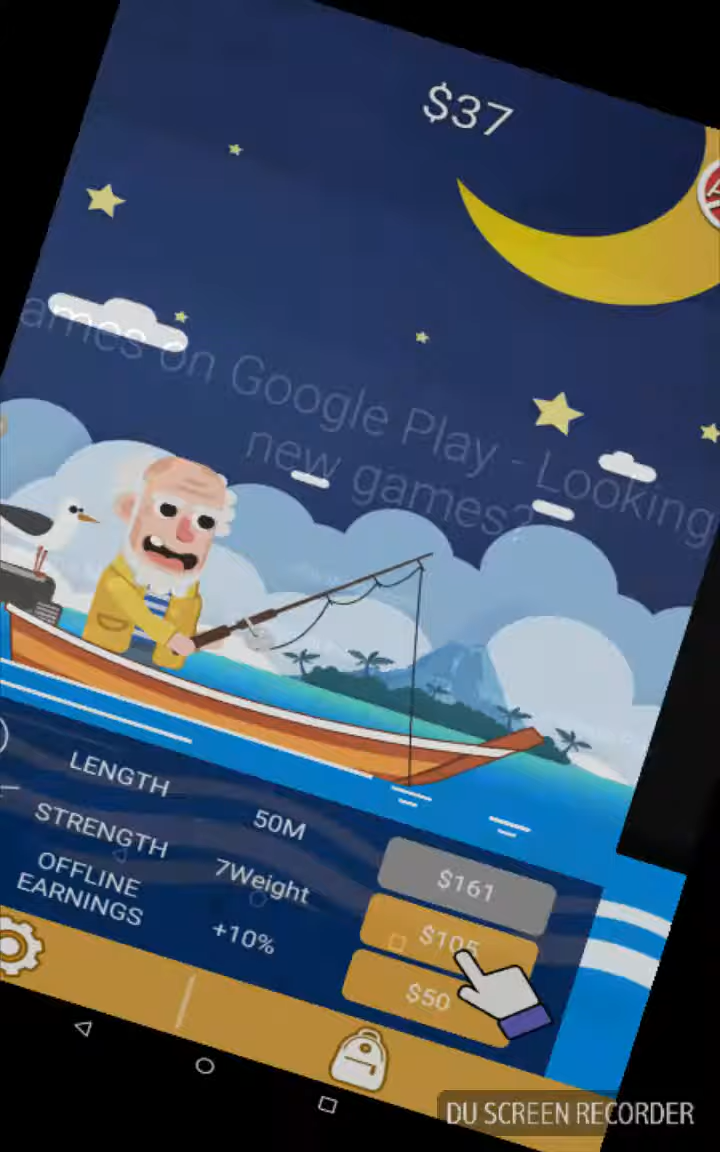 $37
ames on Google Play - Looking
new games?
LENGTH
50M
$161
STRENGTH
7Weight
$105
OFFLINE
EARNINGS
+10%
$50
DU SCREEN RECORDER